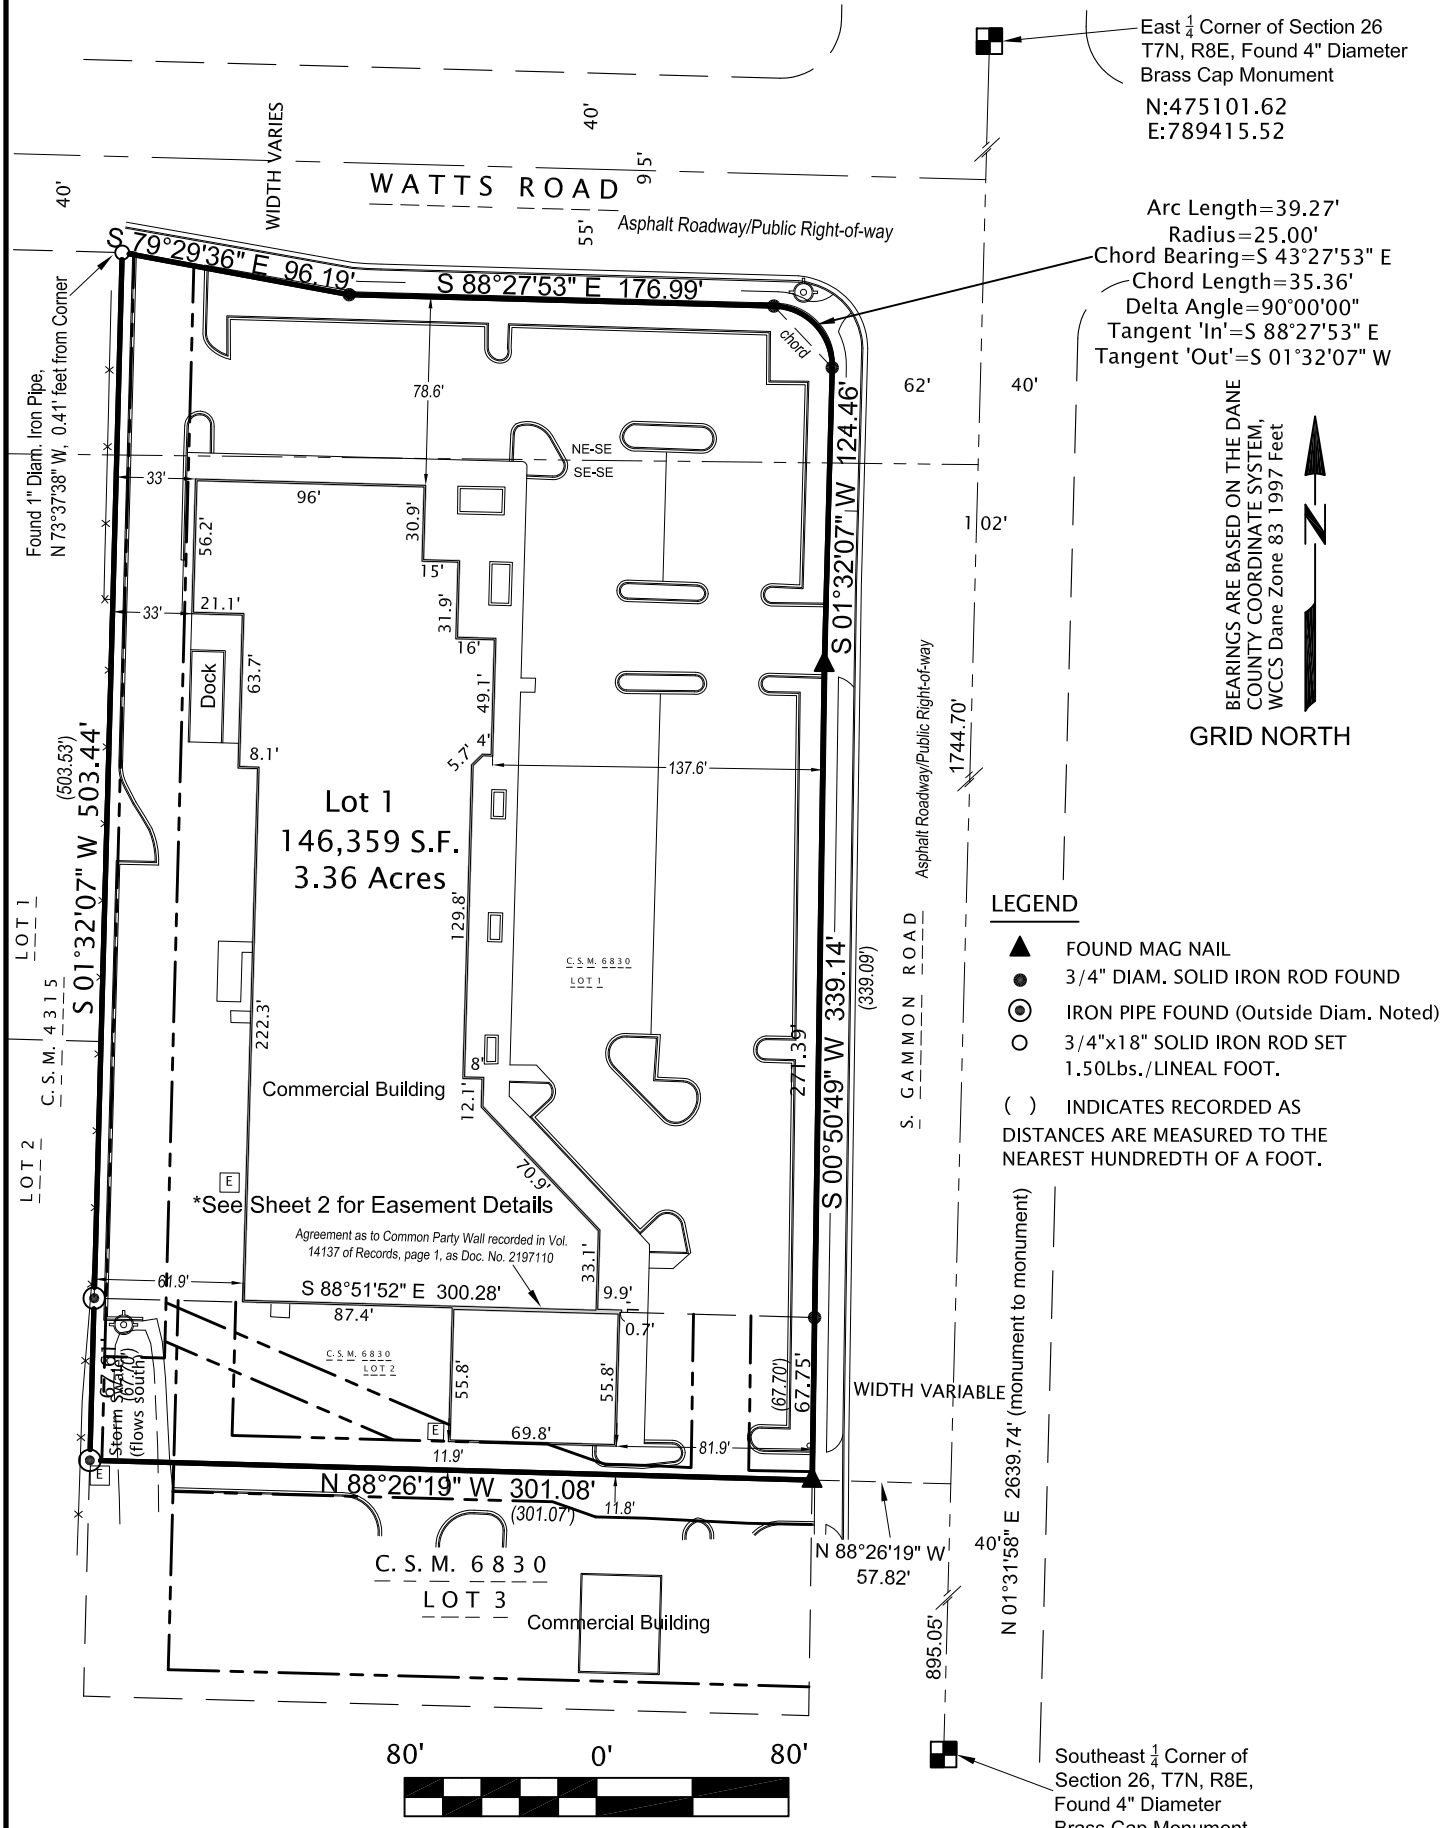 East 1/4 Corner of Section 26
T7N, R8E, Found 4" Diameter
Brass Cap Monument
N:475101.62
E:789415.52
40'
WIDTH VARIES
40'
95'
WATTS ROAD
55'
Asphalt Roadway/Public Right-of-way
Arc Length=39.27'
Radius=25.00'
Chord Bearing=S 43°27'53" E
Chord Length=35.36'
Delta Angle=90°00'00"
Tangent 'In'=S 88°27'53" E
Tangent 'Out'=S 01°32'07" W
S 79°29'36" E 96.19'
S 88°27'53" E 176.99'
chord
Found 1" Diam. Iron Pipe,
N 73°37'38" W, 0.41' feet from Corner
78.6'
62'
40'
S 01°32'07" W 124.46'
NE-SE
SE-SE
33'
96'
30.9'
56.2'
15'
102'
BEARINGS ARE BASED ON THE DANE
COUNTY COORDINATE SYSTEM,
WCCS Dane Zone 83 1997 Feet
N
GRID NORTH
33'
21.1'
31.9'
16'
Dock
63.7'
49.1'
8.1'
5.7'
4'
137.6'
Asphalt Roadway/Public Right-of-way
1744.70'
(503.53')
S 01°32'07" W 503.44'
Lot 1
146,359 S.F.
3.36 Acres
129.8'
C.S.M. 6830
LOT 1
LOT 1
C. S. M. 4315
LOT 2
222.3'
8'
12.1'
Commercial Building
271.39'
S 00°50'49" W 339.14'
(339.09')
S. GAMMON ROAD
LEGEND
FOUND MAG NAIL
3/4" DIAM. SOLID IRON ROD FOUND
IRON PIPE FOUND (Outside Diam. Noted)
3/4"x18" SOLID IRON ROD SET
1.50Lbs./LINEAL FOOT.
( ) INDICATES RECORDED AS
DISTANCES ARE MEASURED TO THE
NEAREST HUNDREDTH OF A FOOT.
E
70.9'
*See Sheet 2 for Easement Details
Agreement as to Common Party Wall recorded in Vol.
14137 of Records, page 1, as Doc. No. 2197110
33.1'
61.9'
S 88°51'52" E 300.28'
9.9'
87.4'
0.7'
C.S.M. 6830
LOT 2
67.61'
(67.70')
Storm Swale
(flows south)
55.8'
55.8'
(67.70')
67.75'
WIDTH VARIABLE
E
69.8'
11.9'
81.9'
E
N 88°26'19" W 301.08'
(301.07')
11.8'
N 88°26'19" W
57.82'
40'
N 01°31'58" E 2639.74' (monument to monument)
C. S. M. 6830
LOT 3
Commercial Building
895.05'
80'
0'
80'
Southeast 1/4 Corner of
Section 26, T7N, R8E,
Found 4" Diameter
Brass Cap Monument